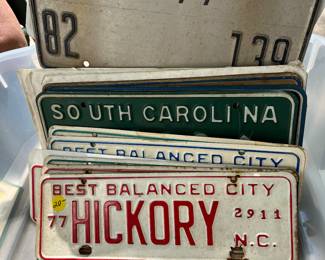 82 139
SOUTH CAROLINA
BEST BALANCED CITY
BEST BALANCED CITY
77 HICKORY 2911
N.C.